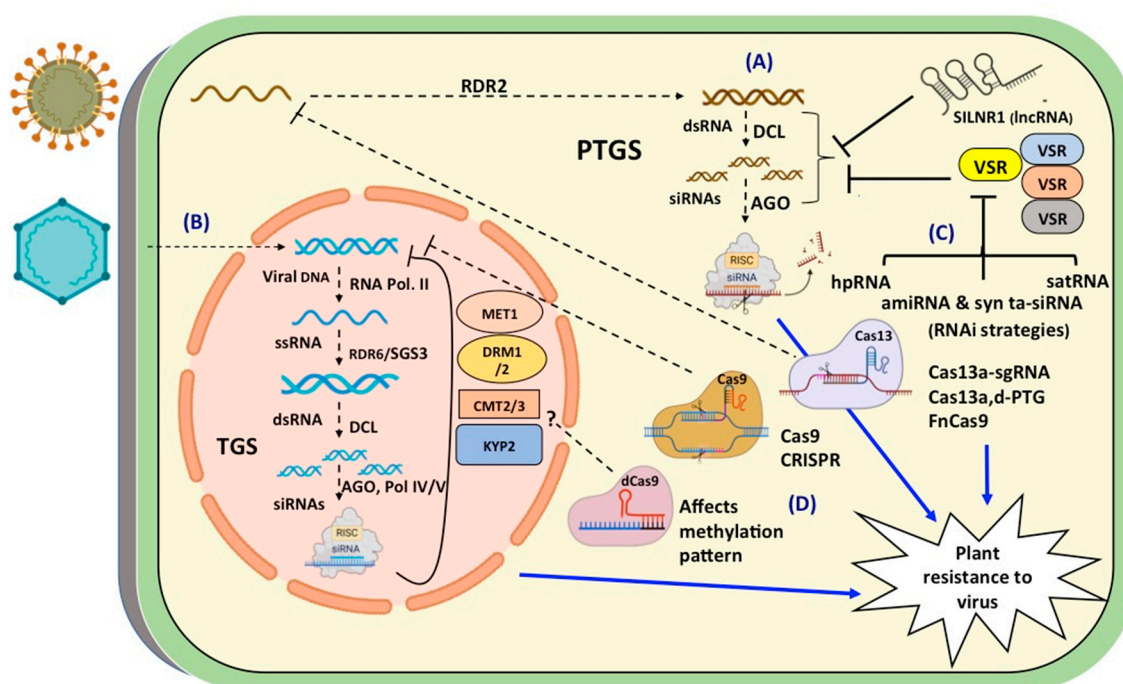 (A)
RDR2
dsRNA
DCL
PTGS
siRNAs
AGO
RISC
siRNA
SILNR1 (lncRNA)
VSR
VSR
VSR
VSR
(C)
hpRNA
satRNA
amiRNA & syn ta-siRNA
(RNAi strategies)
Cas13
Cas13a-sgRNA
Cas13a,d-PTG
FnCas9
(B)
Viral DNA
RNA Pol. II
ssRNA
RDR6/SGS3
dsRNA
DCL
TGS
siRNAs
AGO, Pol IV/V
RISC
siRNA
MET1
DRM1
/2
CMT2/3
KYP2
?
Cas9
Cas9
CRISPR
dCas9
(D)
Affects
methylation
pattern
Plant
resistance to
virus